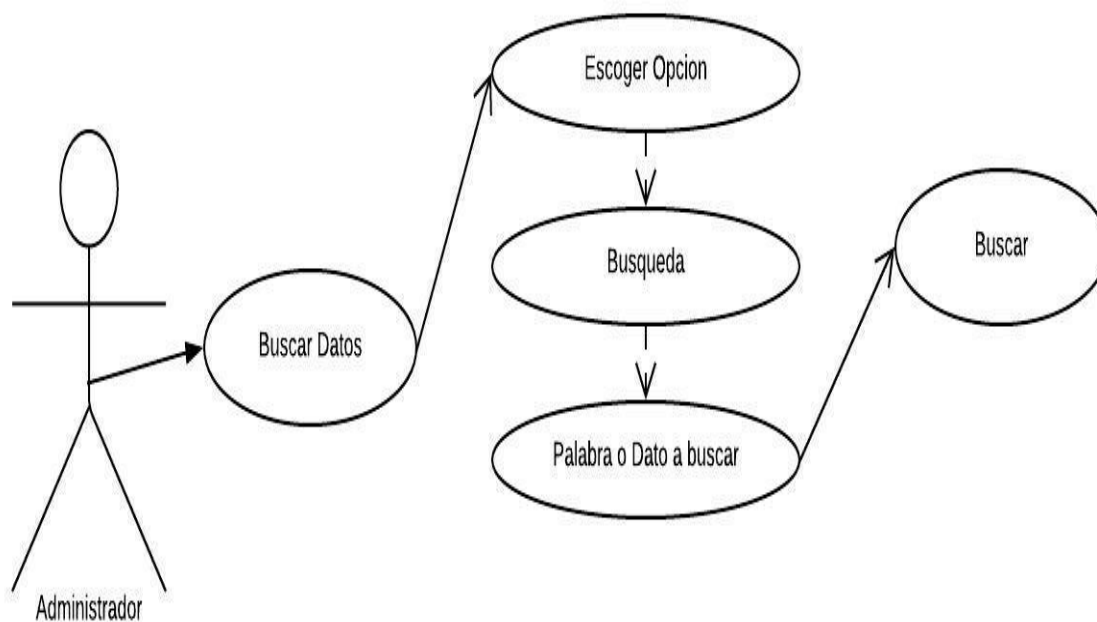 Escoger Opcion
Busqueda
Buscar
Buscar Datos
Palabra o Dato a buscar
Administrador